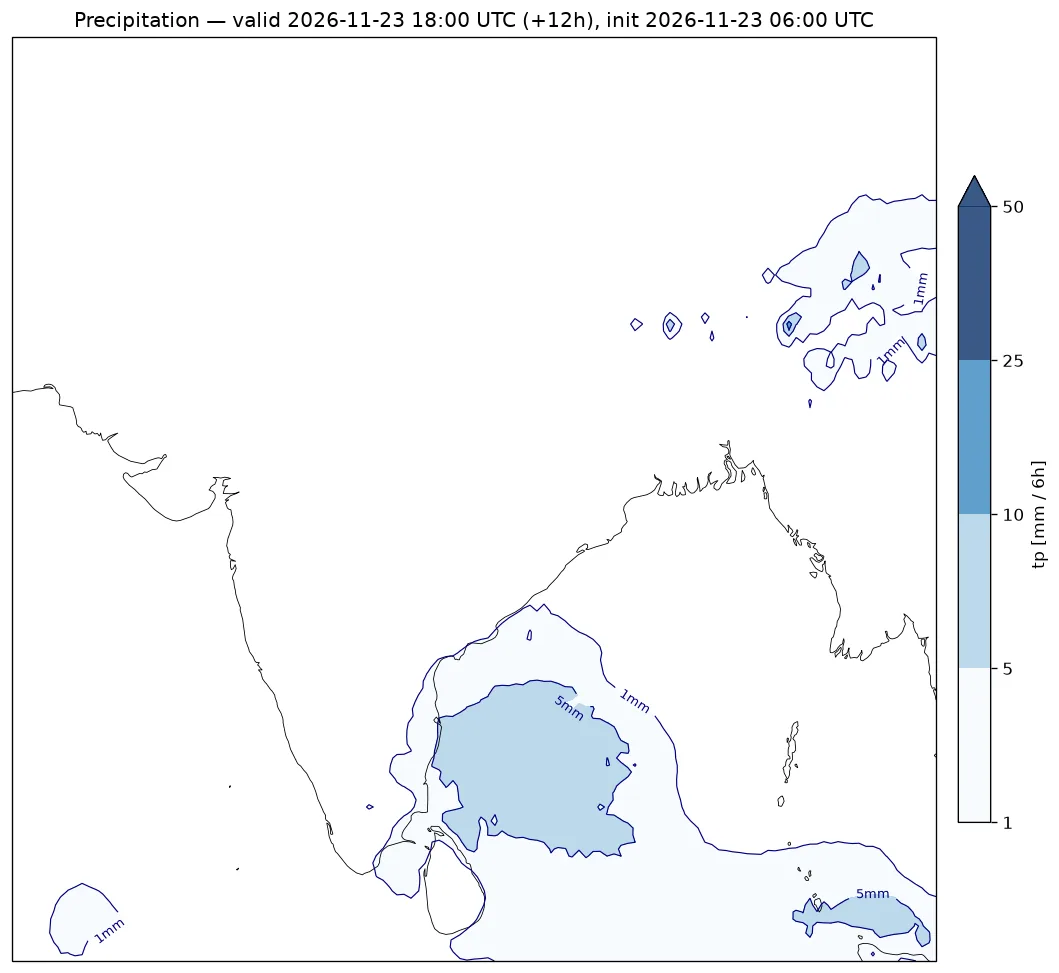 Precipitation — valid 2026-11-23 18:00 UTC (+12h), init 2026-11-23 06:00 UTC
50
25
10
5
1
tp [mm / 6h]
1mm
1mm
1mm
5mm
5mm
1mm